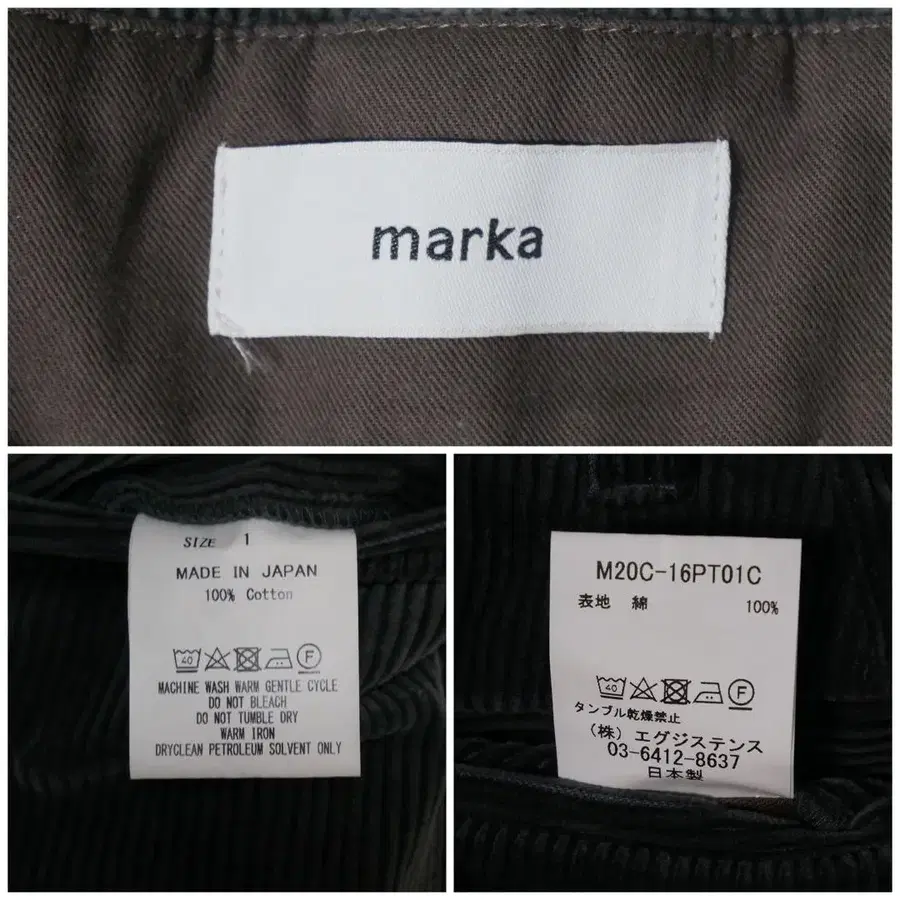 marka
SIZE 1
MADE IN JAPAN
100% Cotton
40 F
MACHINE WASH WARM GENTLE CYCLE
DO NOT BLEACH
DO NOT TUMBLE DRY
WARM IRON
DRYCLEAN PETROLEUM SOLVENT ONLY
M20C-16PT01C
表地 綿 100%
40 F
タンブル乾燥禁止
(株) エグジステンス
03-6412-8637
日本製